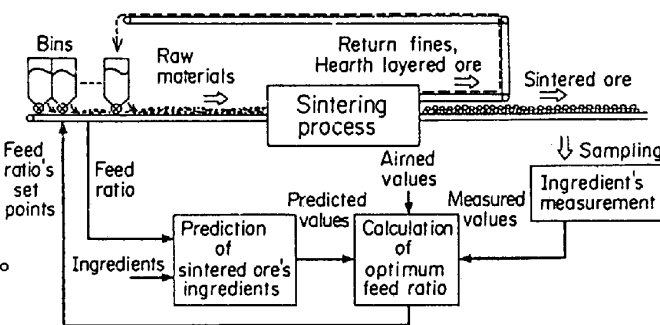 Bins
Raw
materials
Return fines,
Hearth layered ore
Sintered ore
Sintering
process
Feed
ratio's
set
points
Feed
ratio
Airned
values
Sampling
Ingredient's
measurement
Predicted
values
Measured
values
Ingredients
Prediction
of
sintered ore's
ingredients
Calculation
of
optimum
feed ratio